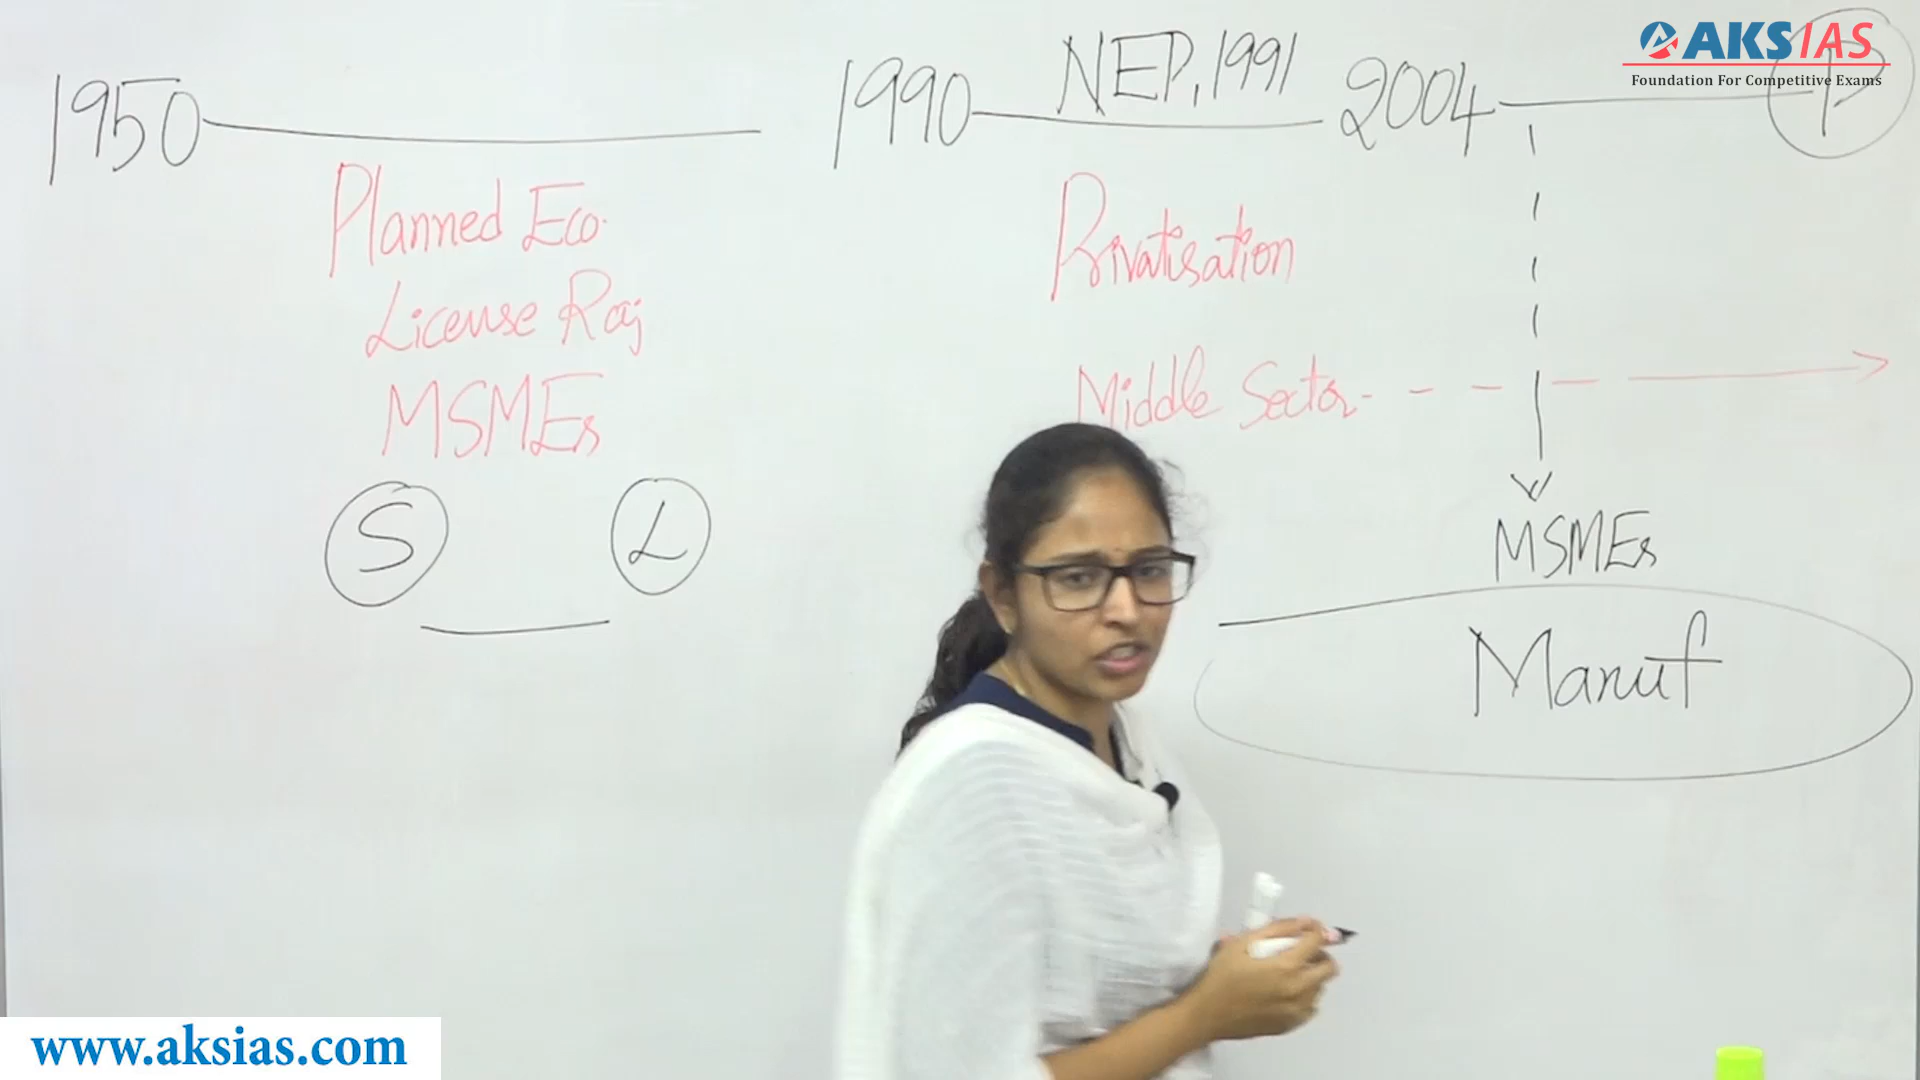 AKS IAS
Foundation For Competitive Exams
1950 1990 NEP, 1991 2004 P
Planned Eco.
License Raj
MSMEs
S L
Privatisation
Middle Sector
MSMEs
Manuf
www.aksias.com